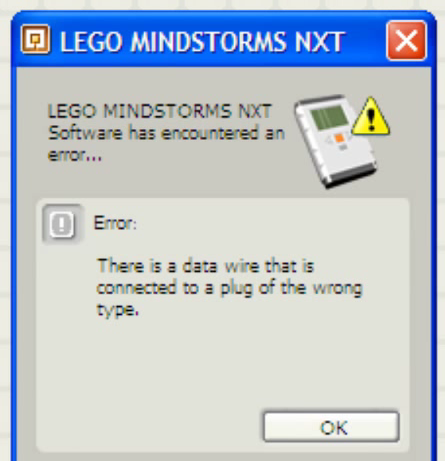 LEGO MINDSTORMS NXT
LEGO MINDSTORMS NXT
Software has encountered an
error...
Error:
There is a data wire that is
connected to a plug of the wrong
type.
OK